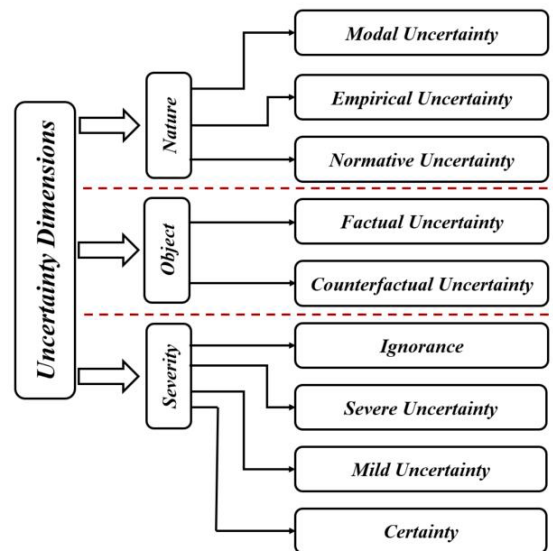 Uncertainty Dimensions
Nature
Modal Uncertainty
Empirical Uncertainty
Normative Uncertainty
Object
Factual Uncertainty
Counterfactual Uncertainty
Severity
Ignorance
Severe Uncertainty
Mild Uncertainty
Certainty